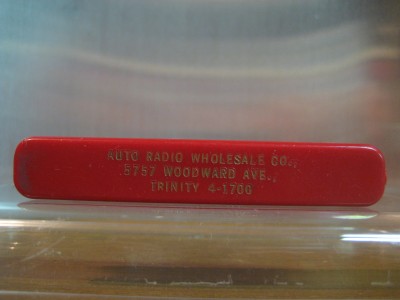 AUTO RADIO WHOLESALE CO.,
5757 WOODWARD AVE.,
TRINITY 4-1700